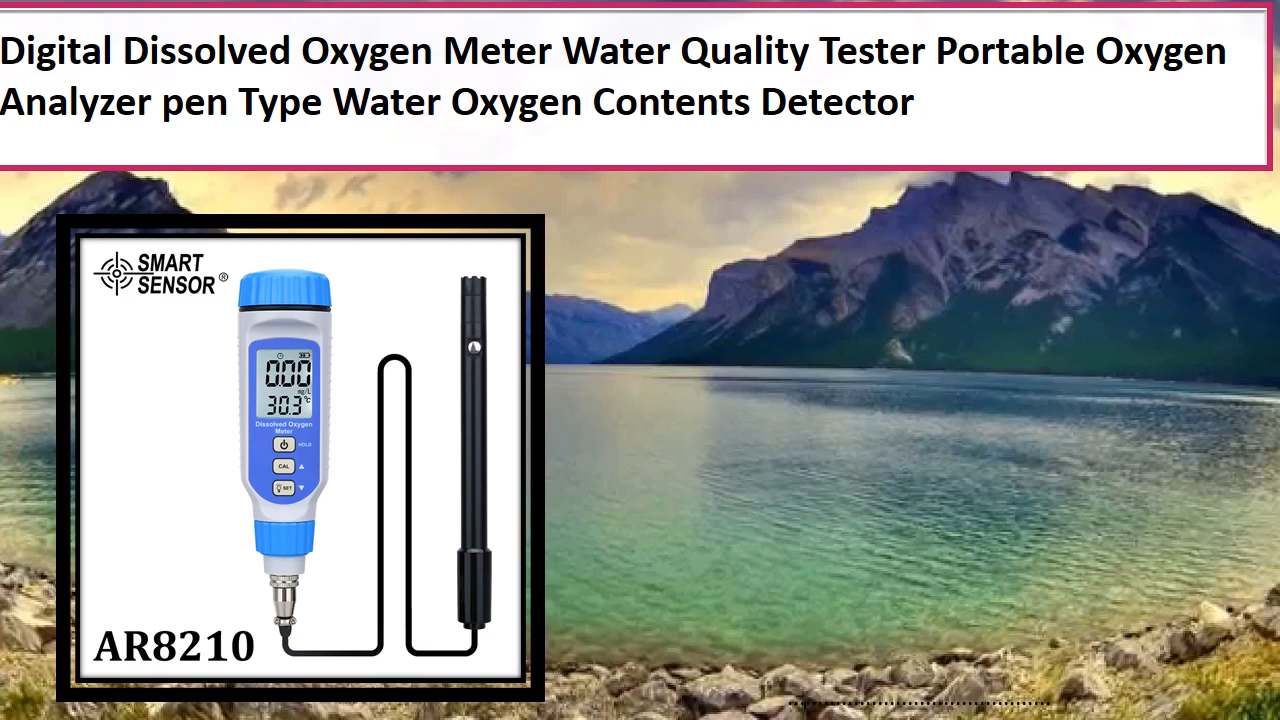 Digital Dissolved Oxygen Meter Water Quality Tester Portable Oxygen
Analyzer pen Type Water Oxygen Contents Detector
SMART
SENSOR®
0.00
mg/L
30.3 ℃
Dissolved Oxygen
Meter
HOLD
CAL
SET
AR8210